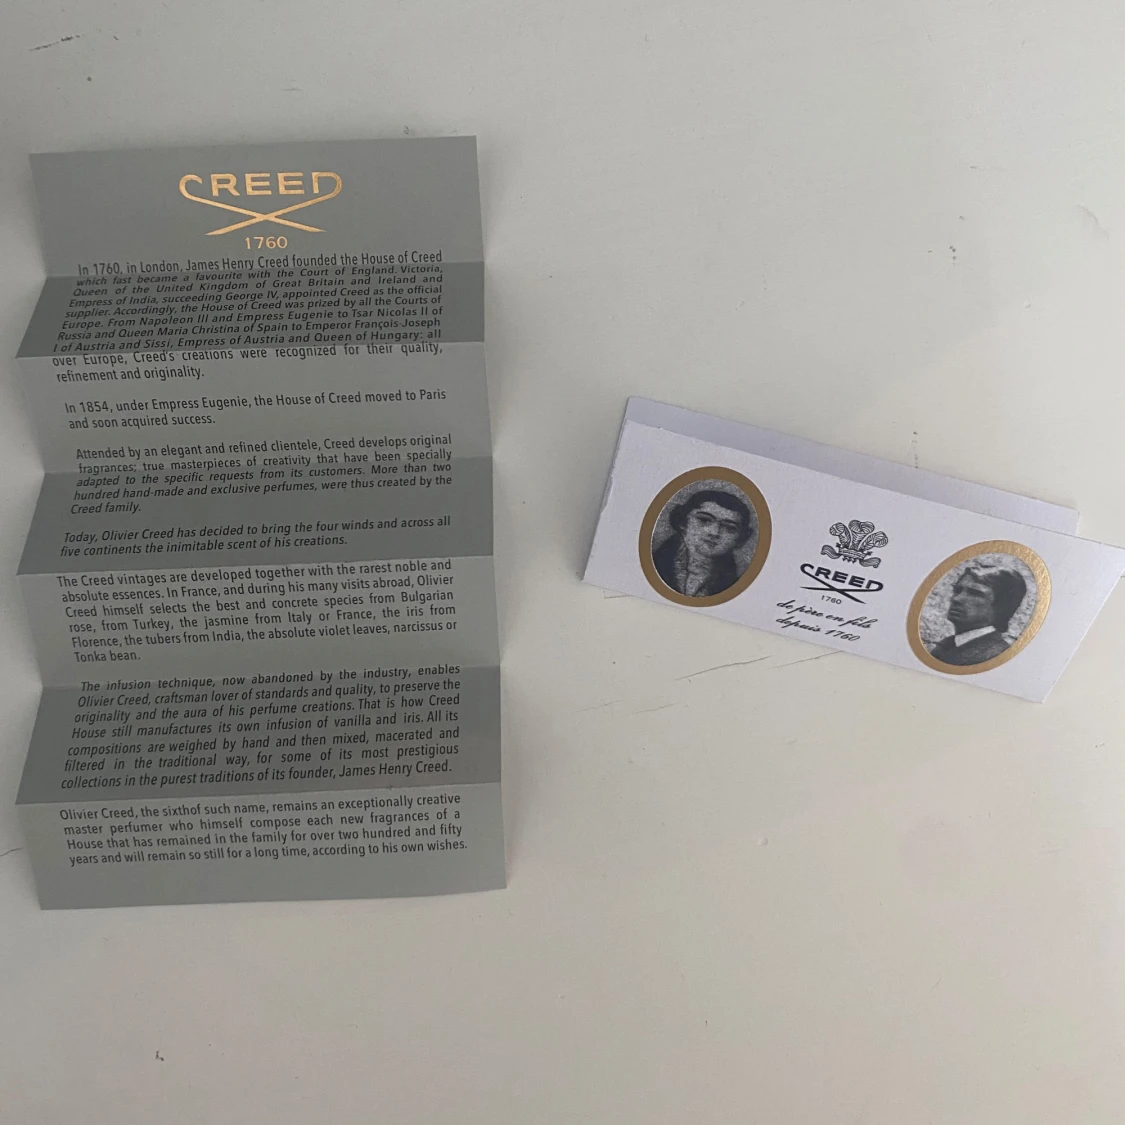 CREED
1760
In 1760, in London, James Henry Creed founded the House of Creed
which fast became a favourite with the Court of England. Victoria,
Queen of the United Kingdom of Great Britain and Ireland and
Empress of India, succeeding George IV, appointed Creed as the official
supplier. Accordingly, the House of Creed was prized by all the Courts of
Europe. From Napoleon III and Empress Eugenie to Tsar Nicolas II of
Russia and Queen Maria Christina of Spain to Emperor François-Joseph
I of Austria and Sissi, Empress of Austria and Queen of Hungary: all
over Europe, Creed's creations were recognized for their quality,
refinement and originality.
In 1854, under Empress Eugenie, the House of Creed moved to Paris
and soon acquired success.
Attended by an elegant and refined clientele, Creed develops original
fragrances; true masterpieces of creativity that have been specially
adapted to the specific requests from its customers. More than two
hundred hand-made and exclusive perfumes, were thus created by the
Creed family.
Today, Olivier Creed has decided to bring the four winds and across all
five continents the inimitable scent of his creations.
The Creed vintages are developed together with the rarest noble and
absolute essences. In France, and during his many visits abroad, Olivier
Creed himself selects the best and concrete species from Bulgarian
rose, from Turkey, the jasmine from Italy or France, the iris from
Florence, the tubers from India, the absolute violet leaves, narcissus or
Tonka bean.
The infusion technique, now abandoned by the industry, enables
Olivier Creed, craftsman lover of standards and quality, to preserve the
originality and the aura of his perfume creations. That is how Creed
House still manufactures its own infusion of vanilla and iris. All its
compositions are weighed by hand and then mixed, macerated and
filtered in the traditional way, for some of its most prestigious
collections in the purest traditions of its founder, James Henry Creed.
Olivier Creed, the sixthof such name, remains an exceptionally creative
master perfumer who himself compose each new fragrances of a
House that has remained in the family for over two hundred and fifty
years and will remain so still for a long time, according to his own wishes.
CREED
1760
de père en fils
depuis 1760